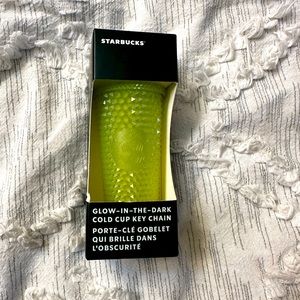 STARBUCKS
GLOW-IN-THE-DARK
COLD CUP KEY CHAIN
PORTE-CLÉ GOBELET
QUI BRILLE DANS
L'OBSCURITÉ